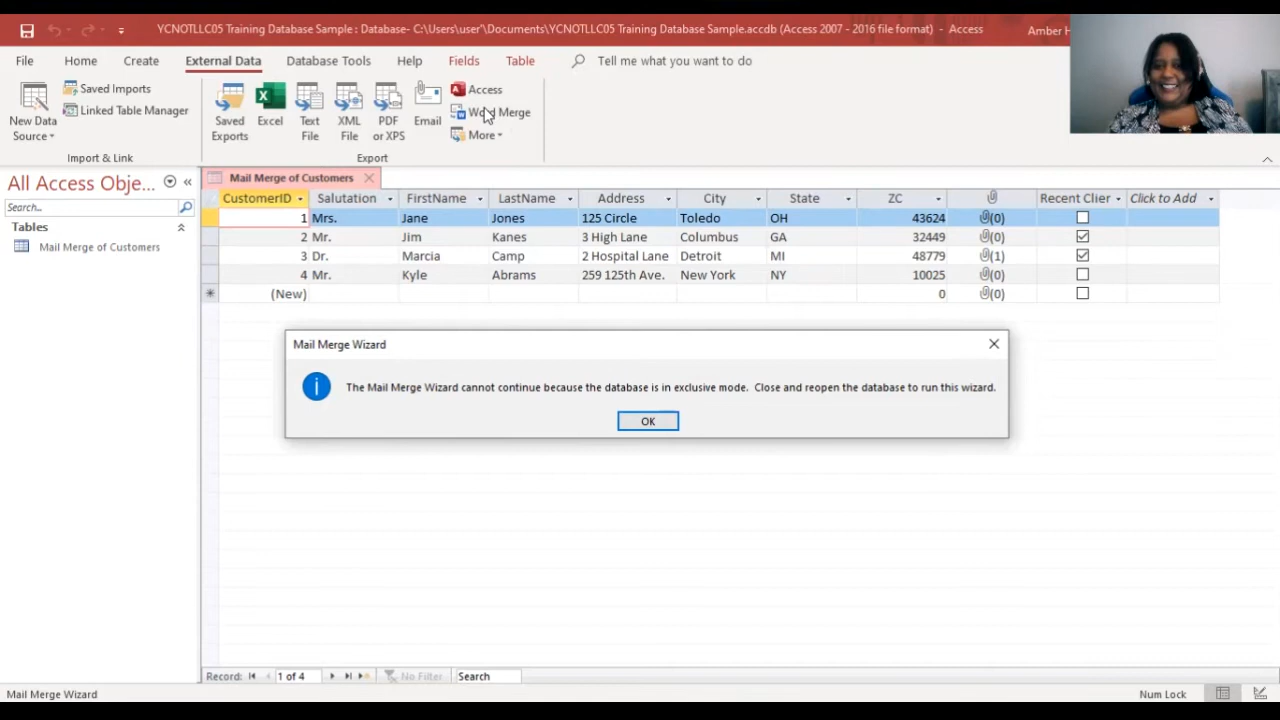 YCNOTLLC05 Training Database Sample : Database- C:\Users\user'\Documents\YCNOTLLC05 Training Database Sample.accdb (Access 2007 - 2016 file format) - Access Amber H
File Home Create External Data Database Tools Help Fields Table Tell me what you want to do
New Data Source
Saved Imports
Linked Table Manager
Import & Link
Saved Exports
Excel
Text File
XML File
PDF or XPS
Email
Access
Word Merge
More
Export
All Access Obje...
Search...
Tables
Mail Merge of Customers
Mail Merge of Customers
CustomerID Salutation FirstName LastName Address City State ZC Recent Clier Click to Add
1 Mrs. Jane Jones 125 Circle Toledo OH 43624 (0)
2 Mr. Jim Kanes 3 High Lane Columbus GA 32449 (0)
3 Dr. Marcia Camp 2 Hospital Lane Detroit MI 48779 (1)
4 Mr. Kyle Abrams 259 125th Ave. New York NY 10025 (0)
(New) 0 (0)
Mail Merge Wizard
The Mail Merge Wizard cannot continue because the database is in exclusive mode. Close and reopen the database to run this wizard.
OK
Record: 1 of 4 No Filter Search
Mail Merge Wizard Num Lock